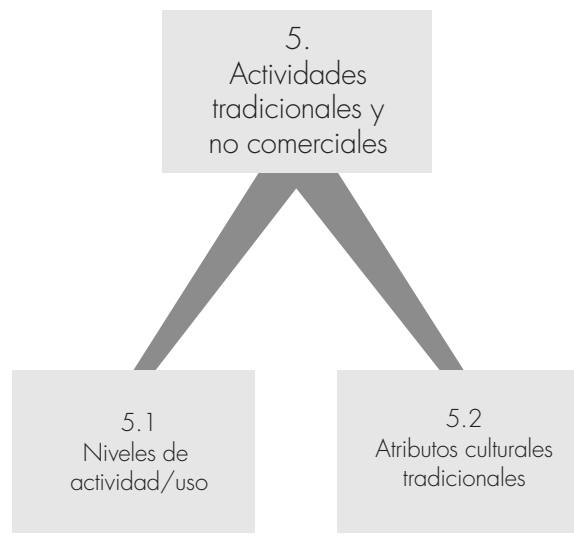 5.
Actividades
tradicionales y
no comerciales
5.1
Niveles de
actividad/uso
5.2
Atributos culturales
tradicionales